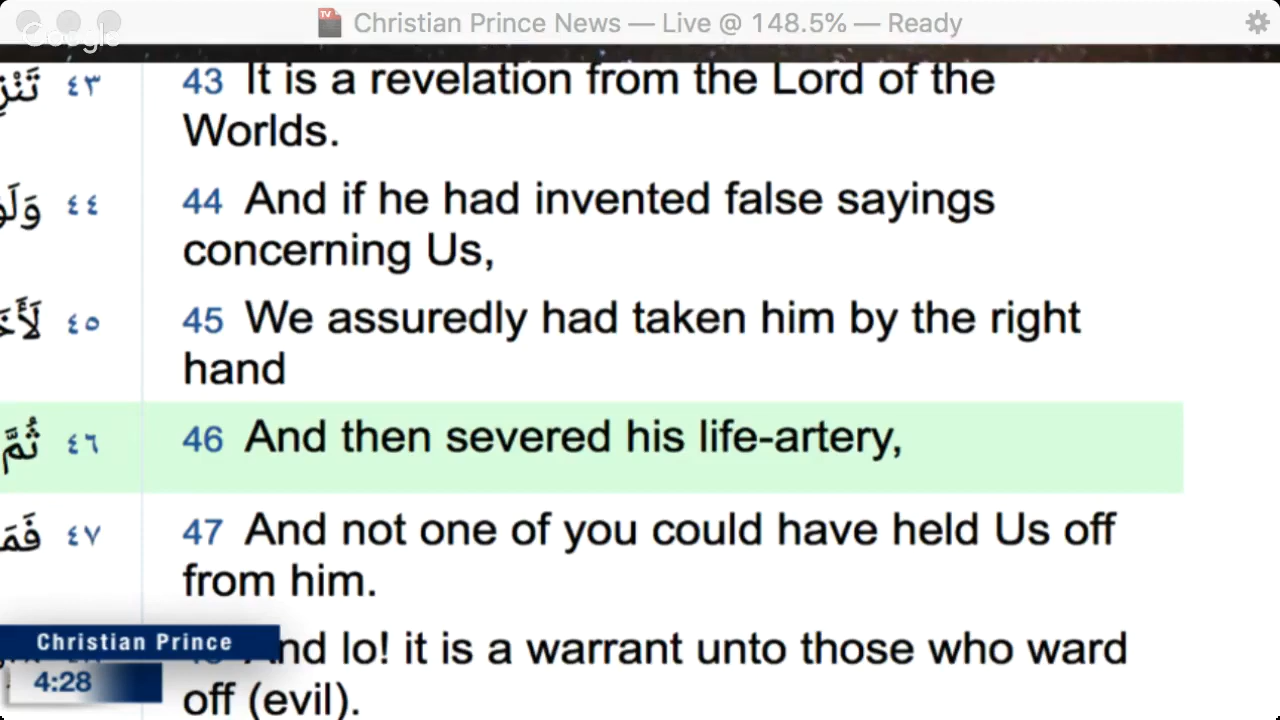 Christian Prince News — Live @ 148.5% — Ready
Google
٤٣ 43 It is a revelation from the Lord of the
Worlds.
٤٤ 44 And if he had invented false sayings
concerning Us,
٤٥ 45 We assuredly had taken him by the right
hand
ثُمَّ ٤٦ 46 And then severed his life-artery,
٤٧ 47 And not one of you could have held Us off
from him.
nd lo! it is a warrant unto those who ward
off (evil).
Christian Prince
4:28